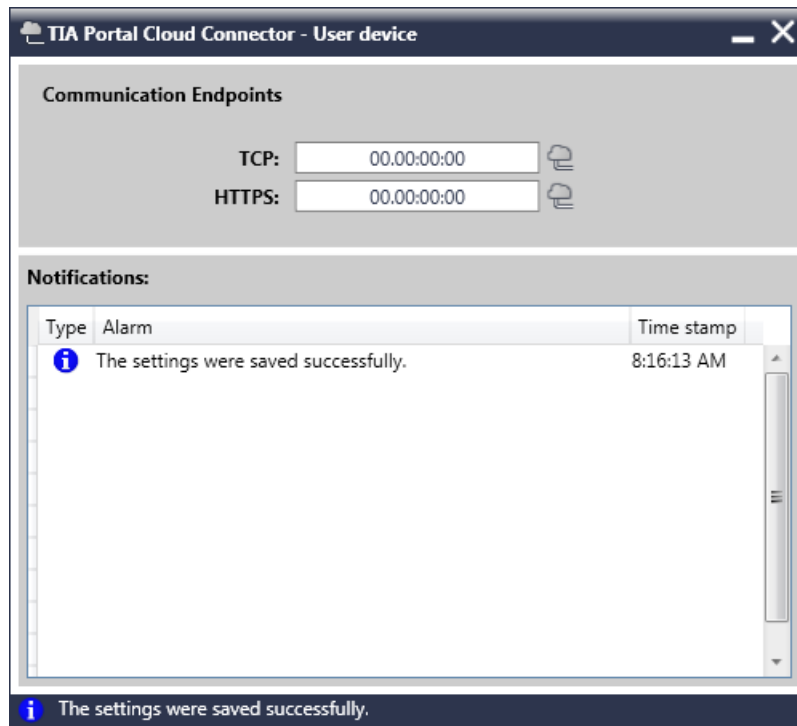 TIA Portal Cloud Connector - User device
Communication Endpoints
TCP: 00.00:00:00
HTTPS: 00.00:00:00
Notifications:
Type Alarm Time stamp
The settings were saved successfully. 8:16:13 AM
The settings were saved successfully.